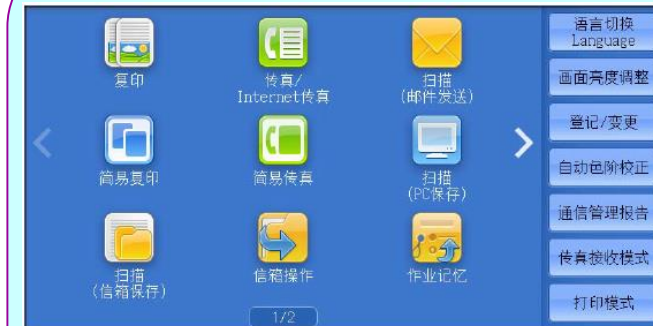 复印
传真/
Internet传真
扫描
(邮件发送)
简易复印
简易传真
扫描
(PC保存)
扫描
(信箱保存)
信箱操作
作业记忆
1/2
语言切换
Language
画面亮度调整
登记/变更
自动色阶校正
通信管理报告
传真接收模式
打印模式